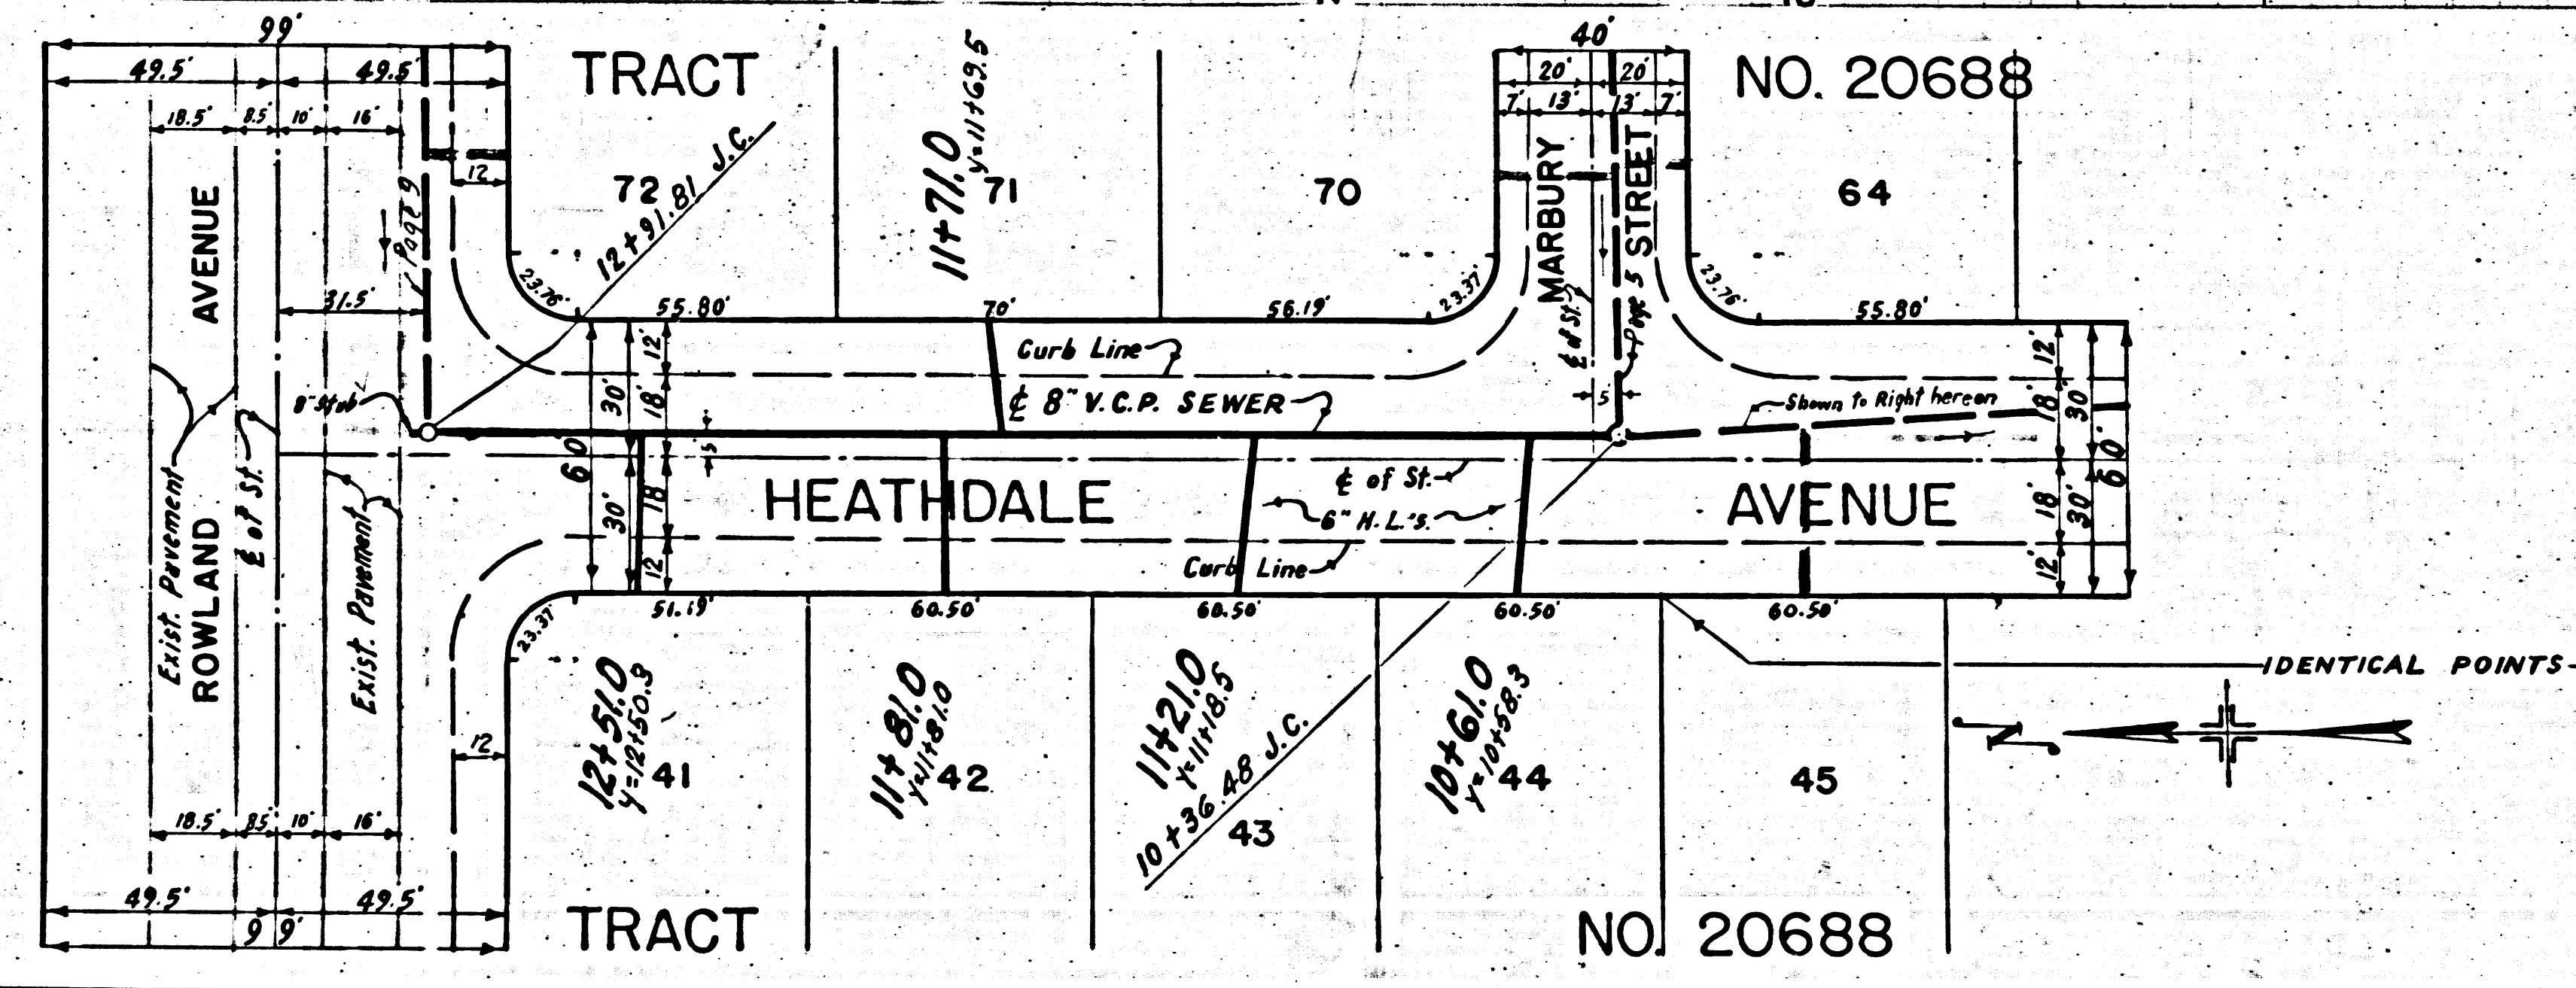 99'
49.5' 49.5'
18.5' 8.5' 10' 16'
12
TRACT
NO. 20688
40'
20' 20'
7' 13' 13' 7'
72
71
70
64
12+91.81 J.C.
11+71.0
y=11+69.5
MARBURY
STREET
AVENUE
Page 9
31.5'
23.76'
55.80'
70'
56.19'
23.37'
℄ of St.
Page 5
23.76'
55.80'
8" Stub
60'
30'
12'
18'
Curb Line
℄ 8" V.C.P. SEWER
5
5
Shown to Right hereon
12'
18'
30'
60'
Exist. Pavement
ROWLAND
℄ of St.
Exist. Pavement
30'
18'
12'
HEATHDALE
AVENUE
℄ of St.
6" H.L.'s.
Curb Line
18'
30'
12'
23.37'
51.19'
60.50'
60.50'
60.50'
60.50'
IDENTICAL POINTS
N
12+51.0
y=12+50.3
41
11+81.0
y=11+81.0
42
11+21.0
y=11+18.5
10+36.48 J.C.
43
10+61.0
y=10+58.3
44
45
12
18.5' 8.5' 10' 16'
49.5' 49.5'
99'
TRACT
NO. 20688